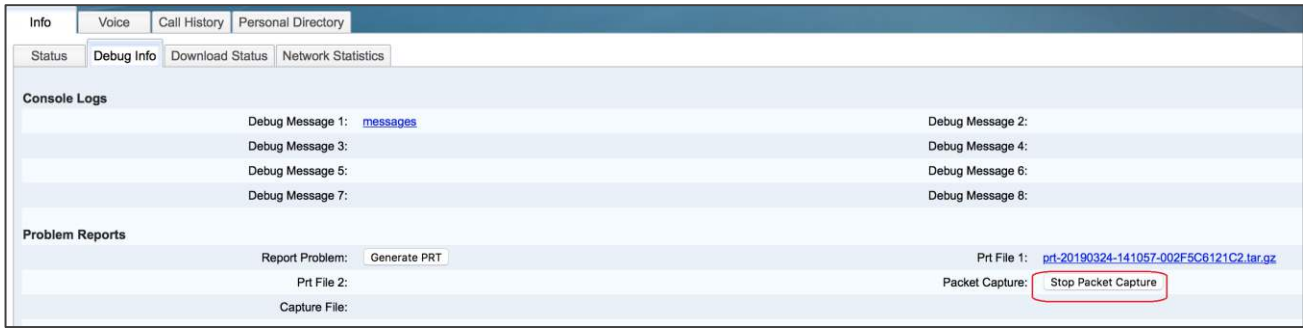 Info Voice Call History Personal Directory
Status Debug Info Download Status Network Statistics
Console Logs
Debug Message 1: messages Debug Message 2:
Debug Message 3: Debug Message 4:
Debug Message 5: Debug Message 6:
Debug Message 7: Debug Message 8:
Problem Reports
Report Problem: Generate PRT Prt File 1: prt-20190324-141057-002F5C6121C2.tar.gz
Prt File 2: Packet Capture: Stop Packet Capture
Capture File: